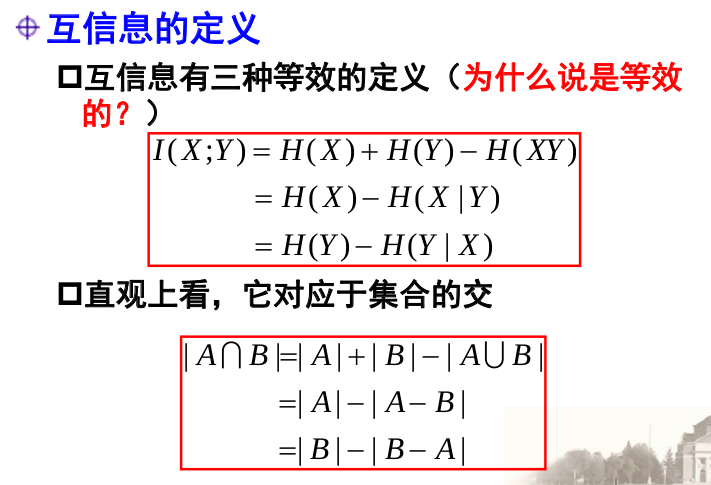 互信息的定义
互信息有三种等效的定义（为什么说是等效
的？）
I(X;Y) = H(X) + H(Y) − H(XY)
= H(X) − H(X | Y)
= H(Y) − H(Y | X)
直观上看，它对应于集合的交
| A⋂B |=| A | + | B | − | A⋃B |
=| A | − | A − B |
=| B | − | B − A |